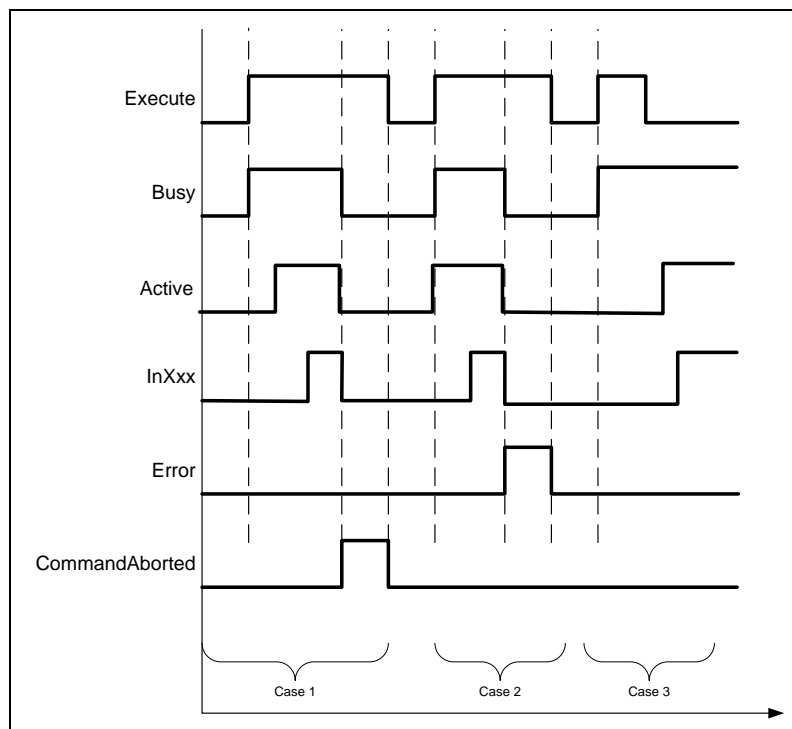 Execute
Busy
Active
InXxx
Error
CommandAborted
Case 1
Case 2
Case 3